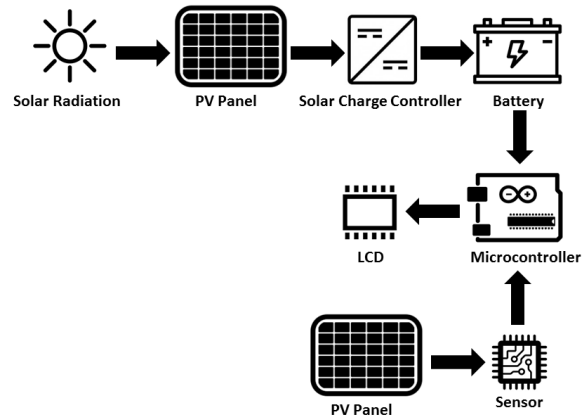 Solar Radiation
PV Panel
Solar Charge Controller
Battery
LCD
Microcontroller
PV Panel
Sensor